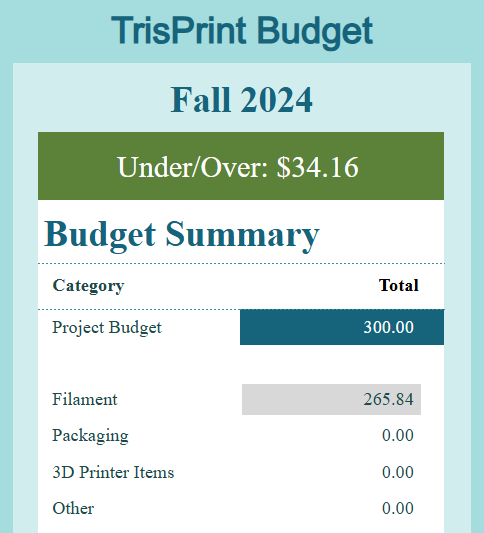 TrisPrint Budget
Fall 2024
Under/Over: $34.16
Budget Summary
Category Total
Project Budget 300.00
Filament 265.84
Packaging 0.00
3D Printer Items 0.00
Other 0.00